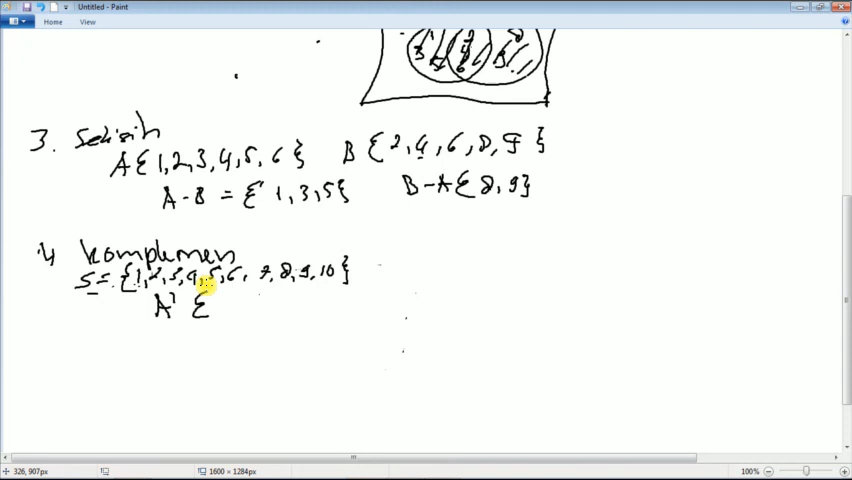 Untitled - Paint
Home View
3. Selisih
A { 1, 2, 3, 4, 5, 6 } B { 2, 4, 6, 8, 9 }
A - B = { 1, 3, 5 } B - A { 8, 9 }
4 komplemen
S = { 1, 2, 3, 4, 5, 6, 7, 8, 9, 10 }
A' {
326, 907px 1600 × 1284px 100%